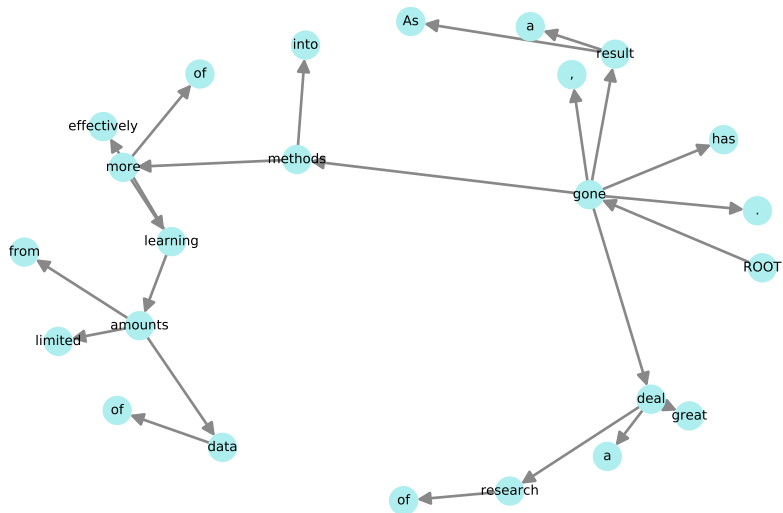 As
a
result
into
of
,
effectively
has
methods
more
gone
.
learning
from
ROOT
amounts
limited
deal
of
great
data
a
research
of